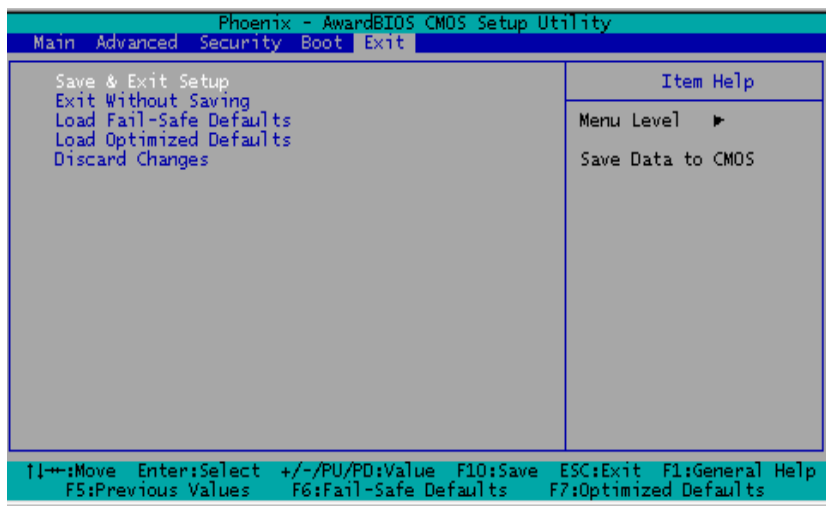 Phoenix - AwardBIOS CMOS Setup Utility
Main Advanced Security Boot Exit
Save & Exit Setup
Exit Without Saving
Load Fail-Safe Defaults
Load Optimized Defaults
Discard Changes
Item Help
Menu Level ►
Save Data to CMOS
↑↓←→:Move Enter:Select +/-/PU/PD:Value F10:Save ESC:Exit F1:General Help
F5:Previous Values F6:Fail-Safe Defaults F7:Optimized Defaults